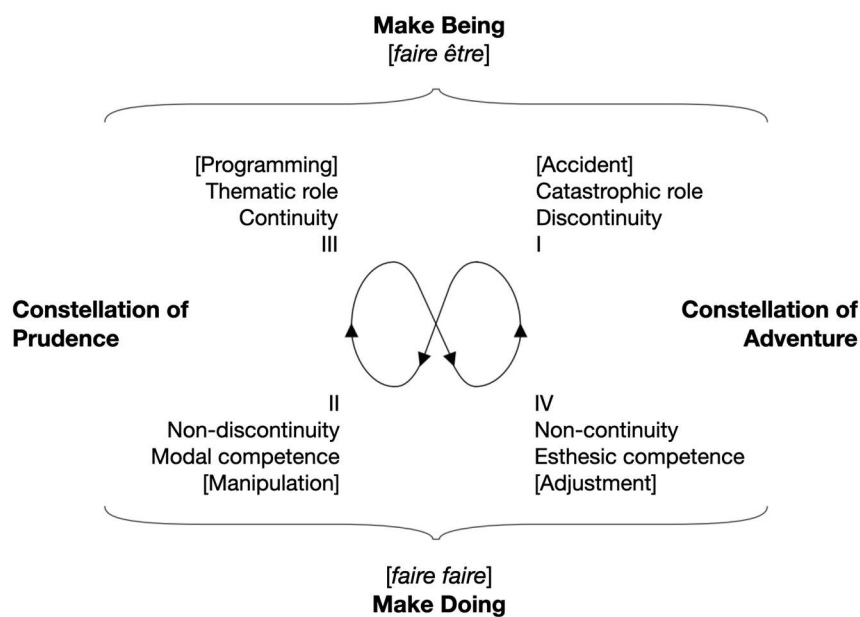 Make Being
[faire être]
[Programming]
Thematic role
Continuity
III
[Accident]
Catastrophic role
Discontinuity
I
Constellation of
Prudence
Constellation of
Adventure
II
Non-discontinuity
Modal competence
[Manipulation]
IV
Non-continuity
Esthesic competence
[Adjustment]
[faire faire]
Make Doing